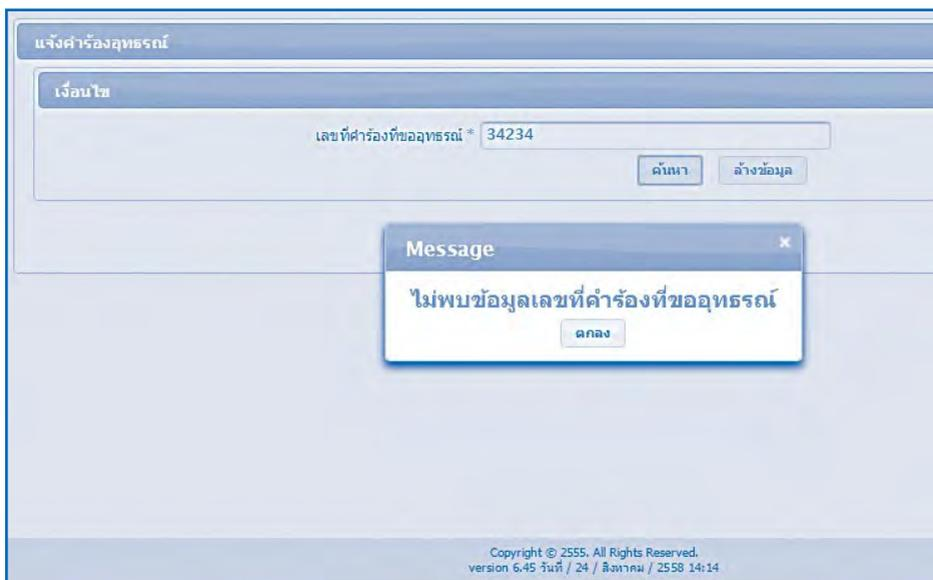 แจ้งคำร้องอุทธรณ์
เงื่อนไข
เลขที่คำร้องที่ขออุทธรณ์ * 34234
ค้นหา ล้างข้อมูล
Message ×
ไม่พบข้อมูลเลขที่คำร้องที่ขออุทธรณ์
ตกลง
Copyright © 2555. All Rights Reserved.
version 6.45 วันที่ / 24 / สิงหาคม / 2558 14:14